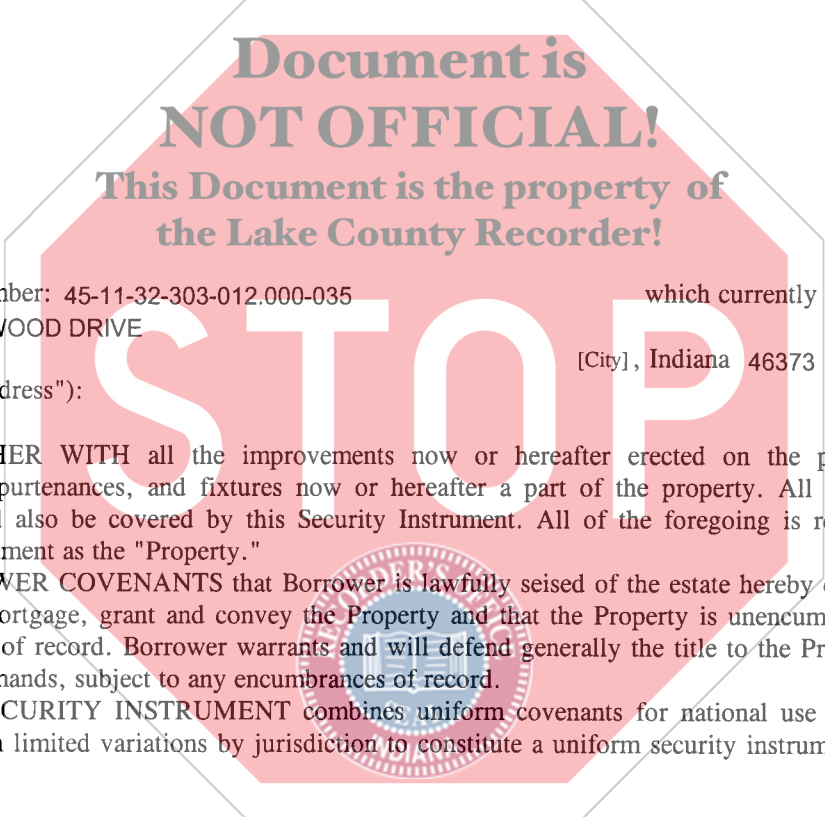 Document is
NOT OFFICIAL!
This Document is the property of
the Lake County Recorder!
mber: 45-11-32-303-012.000-035 which currently
WOOD DRIVE
[City], Indiana 46373
dress"):
STOP
HER WITH all the improvements now or hereafter erected on the p
purtenances, and fixtures now or hereafter a part of the property. All
l also be covered by this Security Instrument. All of the foregoing is re
ment as the "Property."
WER COVENANTS that Borrower is lawfully seised of the estate hereby
ortgage, grant and convey the Property and that the Property is unencum
of record. Borrower warrants and will defend generally the title to the Pr
nands, subject to any encumbrances of record.
CURITY INSTRUMENT combines uniform covenants for national use
n limited variations by jurisdiction to constitute a uniform security instrum
RECORDER'S
INDIANA